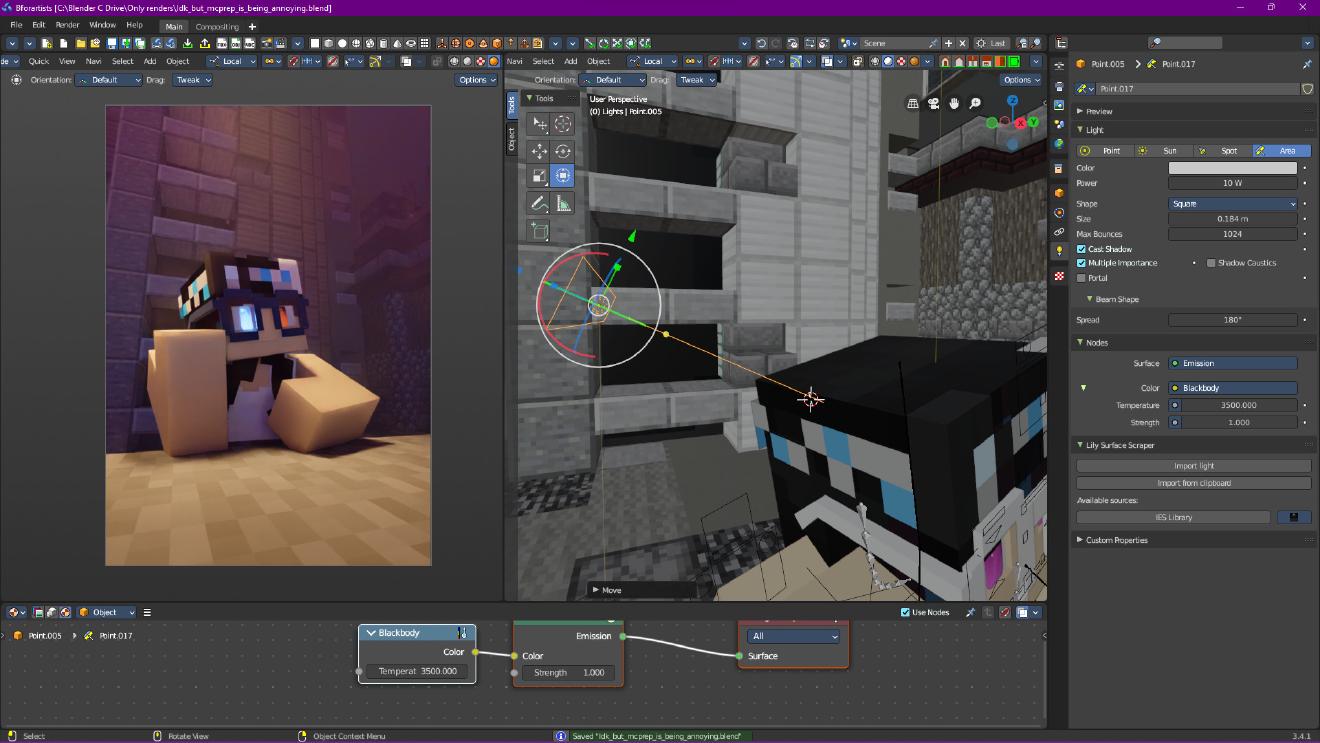 Bforartists [C:\Blender C Drive\Only renders\Idk_but_mcprep_is_being_annoying.blend]
File Edit Render Window Help Main Compositing +
Scene Last
de Quick View Navi Select Add Object Local
Options
Navi Select Add Object Local
Orientation: Default Drag: Tweak Options
Orientation: Default Drag: Tweak Options
Tools
Object
Tools
User Perspective
(0) Lights | Point.005
X
Y
Z
Move
Point.005 Point.017
Point.017
Preview
Light
Point Sun Spot Area
Color
Power 10 W
Shape Square
Size 0.184 m
Max Bounces 1024
Cast Shadow
Multiple Importance Shadow Caustics
Portal
Beam Shape
Spread 180°
Nodes
Surface Emission
Color Blackbody
Temperature 3500.000
Strength 1.000
Lily Surface Scraper
Import light
Import from clipboard
Available sources:
IES Library
Custom Properties
Object Use Nodes
Point.005 Point.017
Blackbody
Color
Temperat 3500.000
Emission
Color
Strength 1.000
All
Surface
Select Rotate View Object Context Menu Saved "Idk_but_mcprep_is_being_annoying.blend" 3.4.1